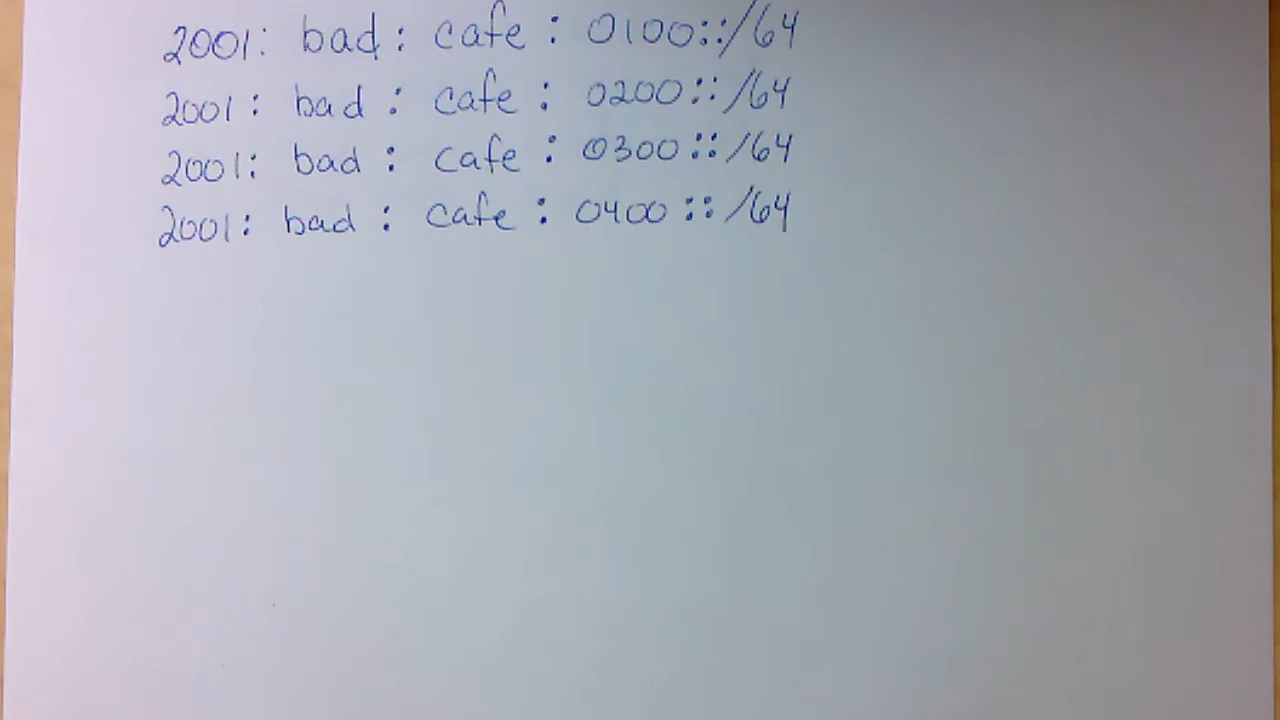 2001: bad : cafe : 0100::/64
2001: bad : cafe : 0200::/64
2001: bad : cafe : 0300::/64
2001: bad : cafe : 0400::/64